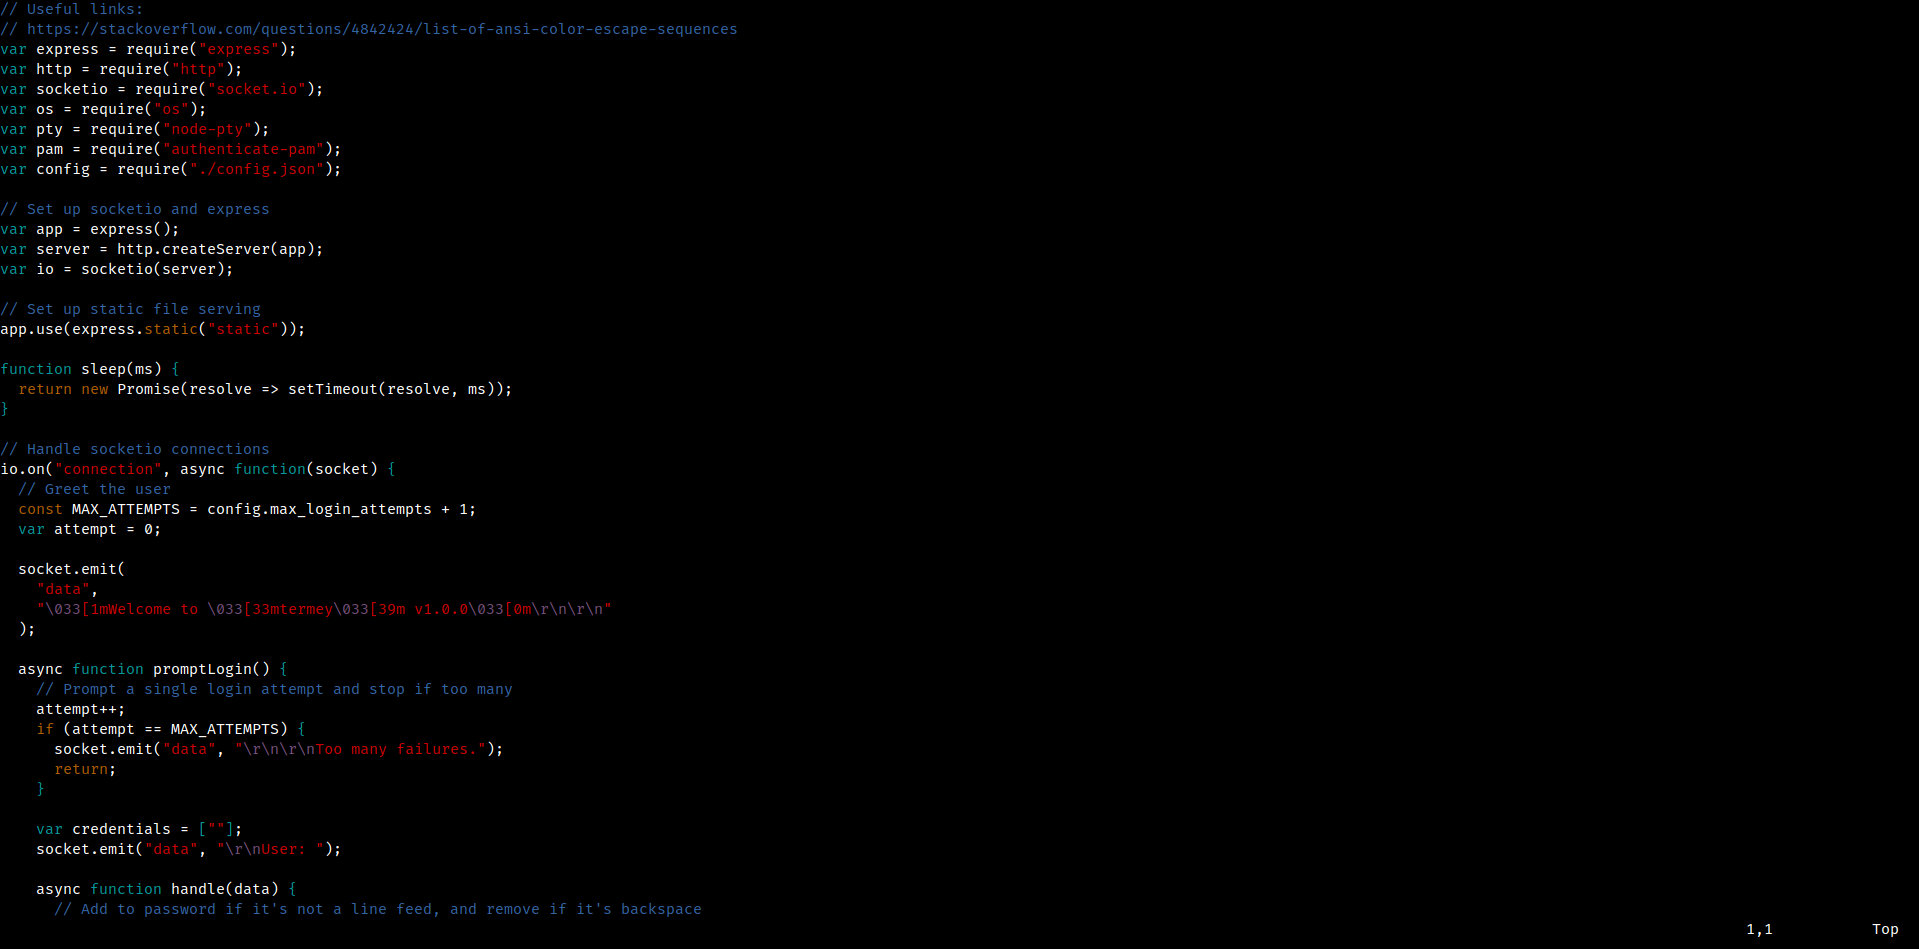 // Useful links:
// https://stackoverflow.com/questions/4842424/list-of-ansi-color-escape-sequences
var express = require("express");
var http = require("http");
var socketio = require("socket.io");
var os = require("os");
var pty = require("node-pty");
var pam = require("authenticate-pam");
var config = require("./config.json");

// Set up socketio and express
var app = express();
var server = http.createServer(app);
var io = socketio(server);

// Set up static file serving
app.use(express.static("static"));

function sleep(ms) {
  return new Promise(resolve => setTimeout(resolve, ms));
}

// Handle socketio connections
io.on("connection", async function(socket) {
  // Greet the user
  const MAX_ATTEMPTS = config.max_login_attempts + 1;
  var attempt = 0;

  socket.emit(
    "data",
    "\033[1mWelcome to \033[33mtermey\033[39m v1.0.0\033[0m\r\n\r\n"
  );

  async function promptLogin() {
    // Prompt a single login attempt and stop if too many
    attempt++;
    if (attempt == MAX_ATTEMPTS) {
      socket.emit("data", "\r\n\r\nToo many failures.");
      return;
    }

    var credentials = [""];
    socket.emit("data", "\r\nUser: ");

    async function handle(data) {
      // Add to password if it's not a line feed, and remove if it's backspace
1,1 Top